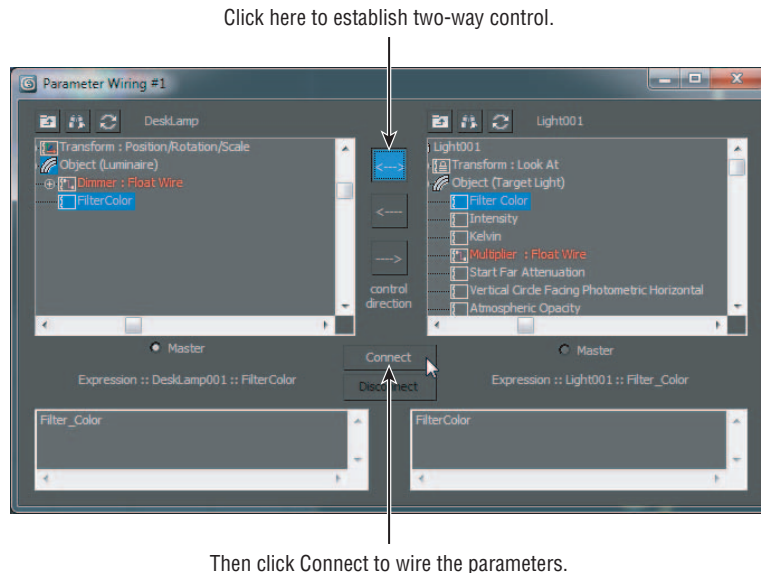 Click here to establish two-way control.
Parameter Wiring #1
DeskLamp
Transform : Position/Rotation/Scale
Object (Luminaire)
Dimmer : Float Wire
FilterColor
<--->
<----
---->
control
direction
Light001
Light001
Transform : Look At
Object (Target Light)
Filter Color
Intensity
Kelvin
Multiplier : Float Wire
Start Far Attenuation
Vertical Circle Facing Photometric Horizontal
Atmospheric Opacity
Master
Connect
Master
Expression :: DeskLamp001 :: FilterColor
Disconnect
Expression :: Light001 :: Filter_Color
Filter_Color
FilterColor
Then click Connect to wire the parameters.